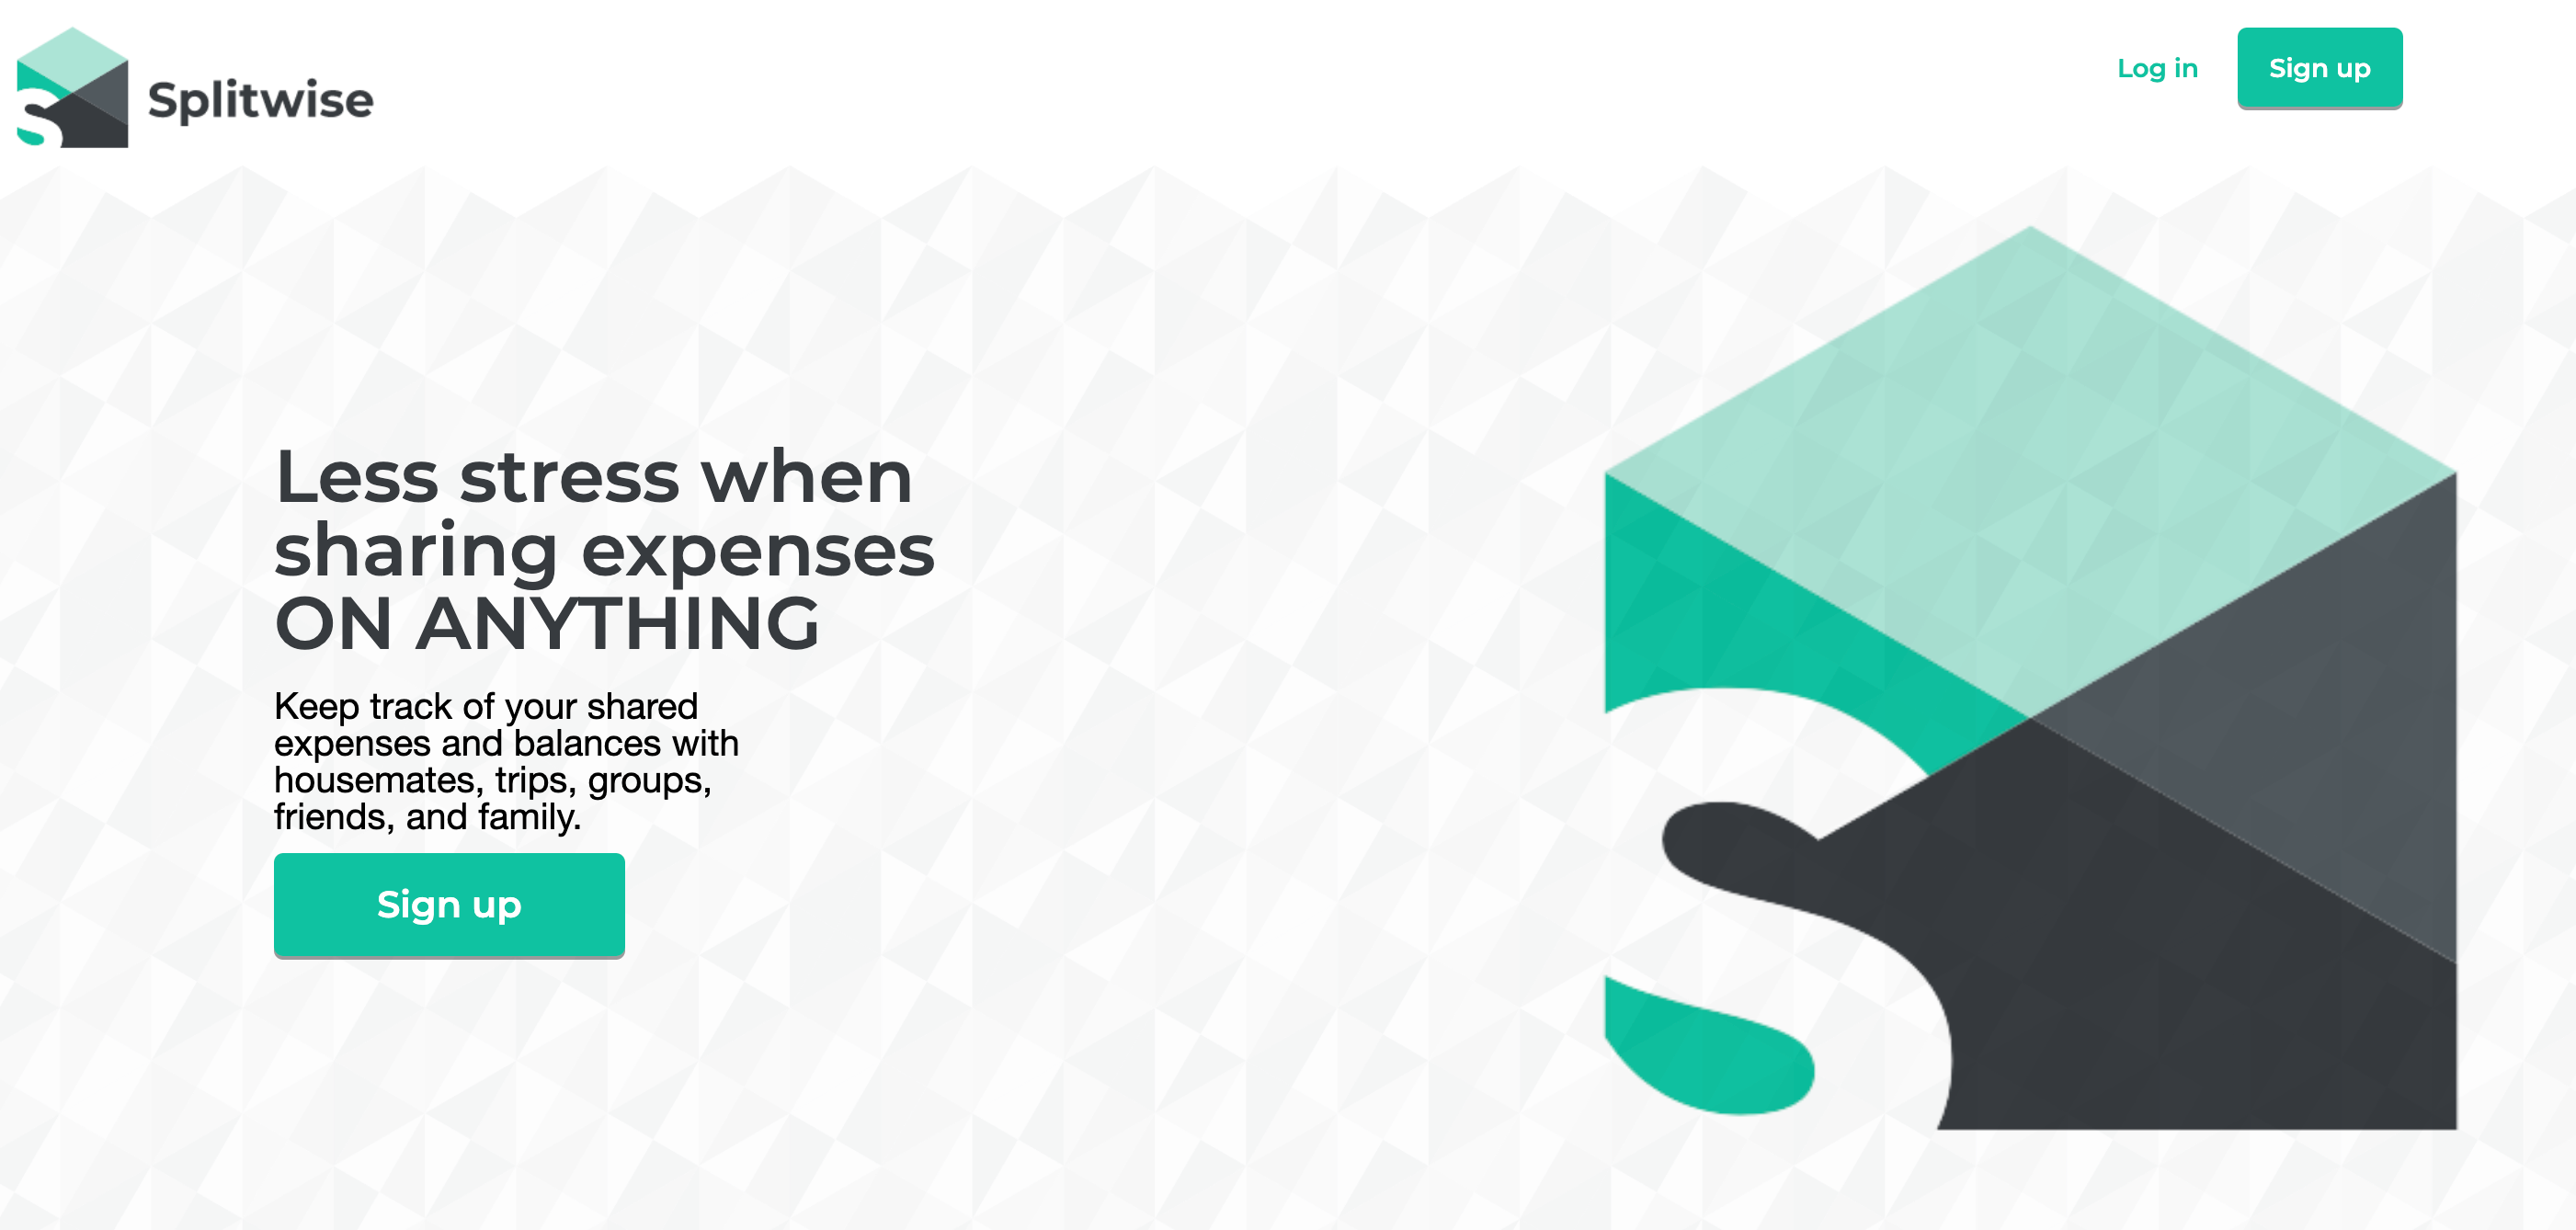 Splitwise
Log in
Sign up
Less stress when
sharing expenses
ON ANYTHING
Keep track of your shared
expenses and balances with
housemates, trips, groups,
friends, and family.
Sign up